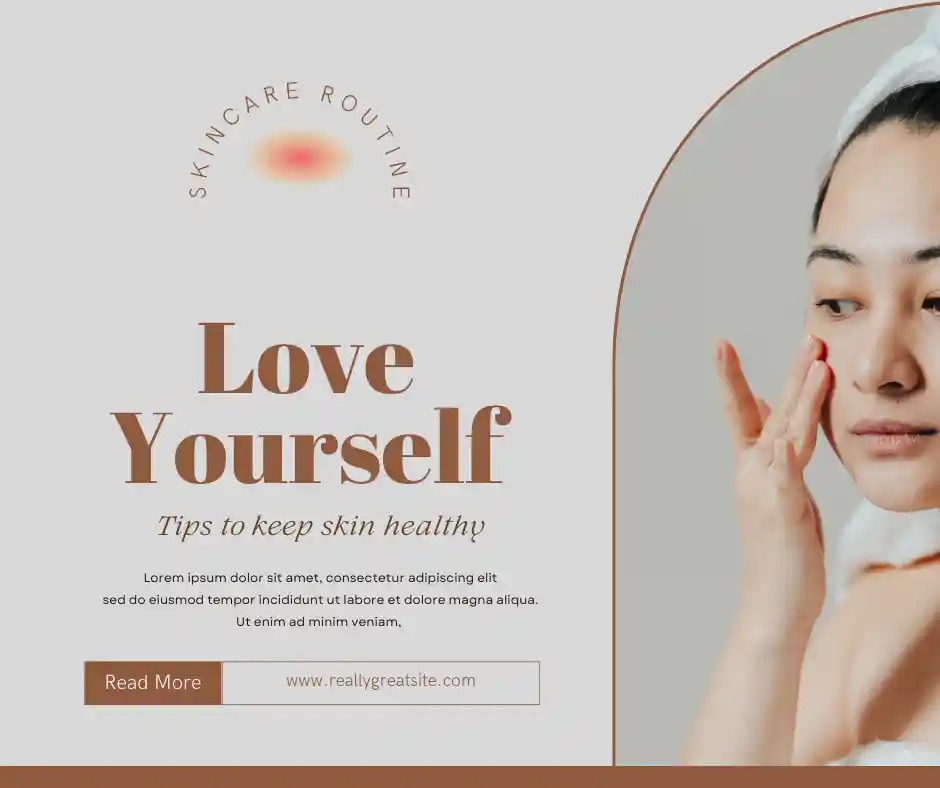 SKINCARE ROUTINE
Love
Yourself
Tips to keep skin healthy
Lorem ipsum dolor sit amet, consectetur adipiscing elit
sed do eiusmod tempor incididunt ut labore et dolore magna aliqua.
Ut enim ad minim veniam,
Read More
www.reallygreatsite.com